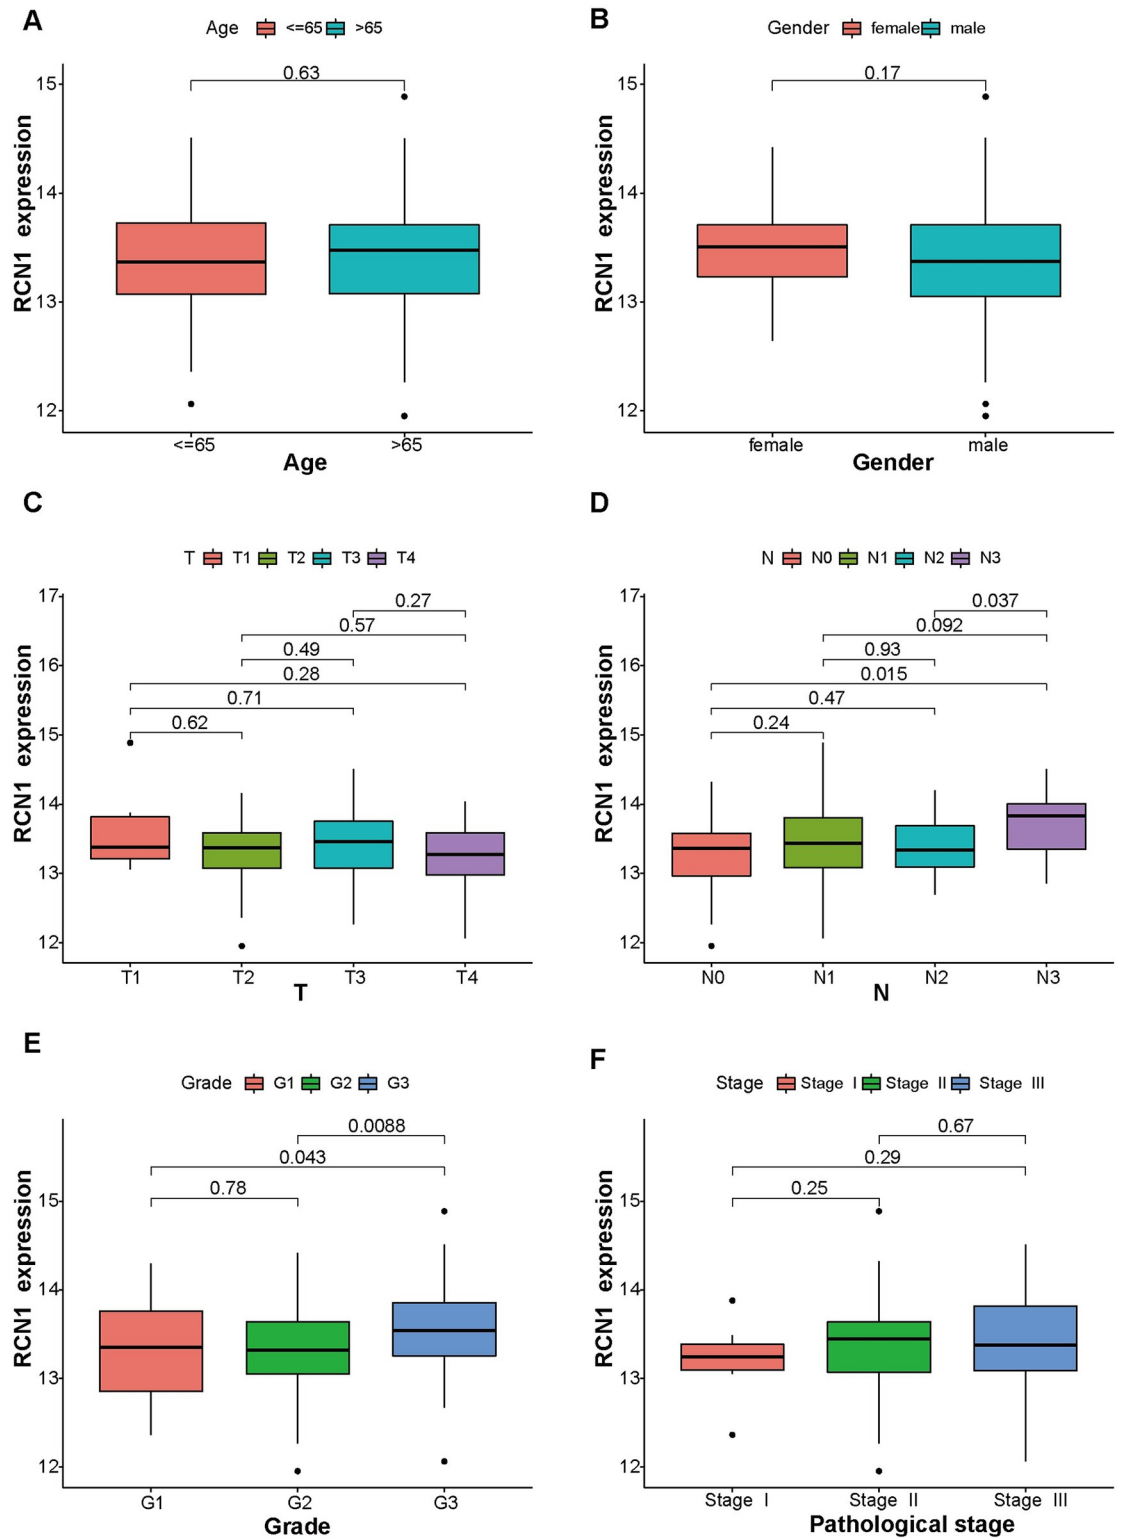 A
Age <=65 >65
0.63
15
14
13
12
RCN1 expression
<=65 >65
Age
B
Gender female male
0.17
15
14
13
12
RCN1 expression
female male
Gender
C
T T1 T2 T3 T4
0.27
0.57
0.49
0.28
0.71
0.62
17
16
15
14
13
12
RCN1 expression
T1 T2 T3 T4
T
D
N N0 N1 N2 N3
0.037
0.092
0.93
0.015
0.47
0.24
17
16
15
14
13
12
RCN1 expression
N0 N1 N2 N3
N
E
Grade G1 G2 G3
0.0088
0.043
0.78
15
14
13
12
RCN1 expression
G1 G2 G3
Grade
F
Stage Stage I Stage II Stage III
0.67
0.29
0.25
15
14
13
12
RCN1 expression
Stage I Stage II Stage III
Pathological stage